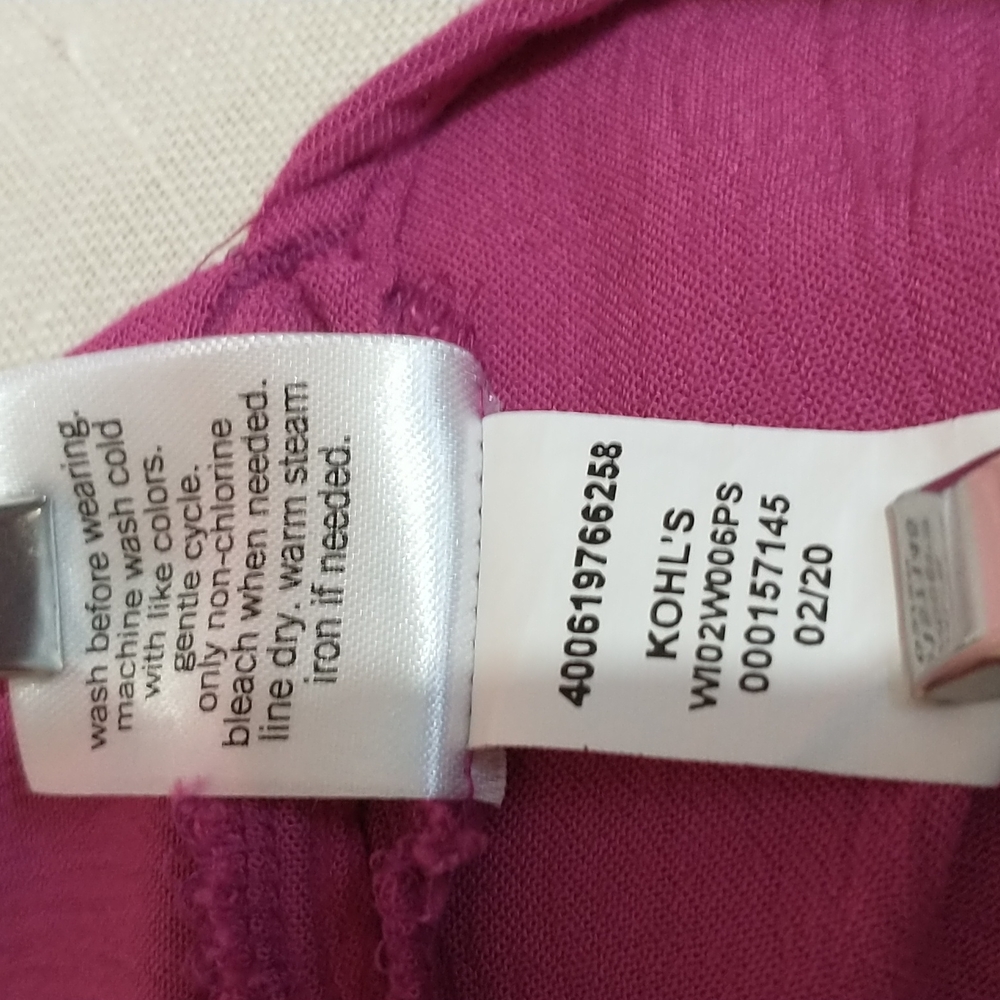 wash before wearing.
machine wash cold
with like colors.
gentle cycle.
only non-chlorine
bleach when needed.
line dry. warm steam
iron if needed.
400619766258
KOHL'S
WI02W006PS
000157145
02/20